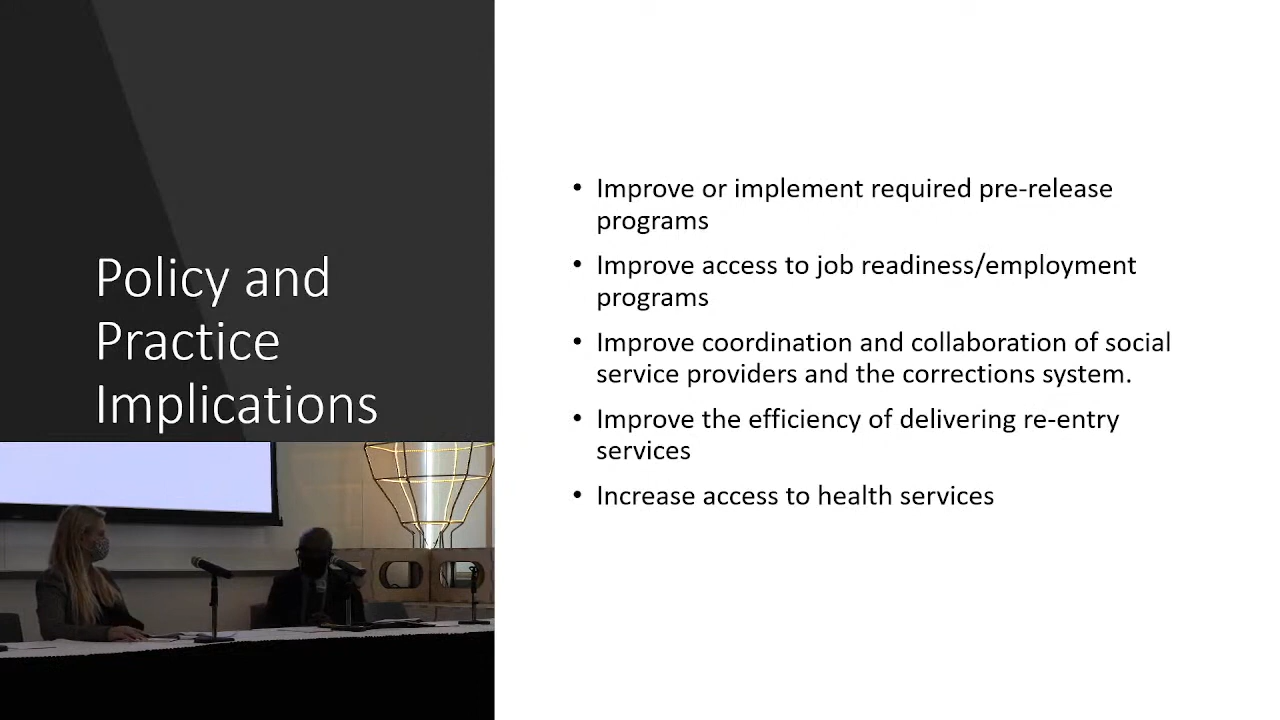 Policy and
Practice
Implications
• Improve or implement required pre-release
programs
• Improve access to job readiness/employment
programs
• Improve coordination and collaboration of social
service providers and the corrections system.
• Improve the efficiency of delivering re-entry
services
• Increase access to health services